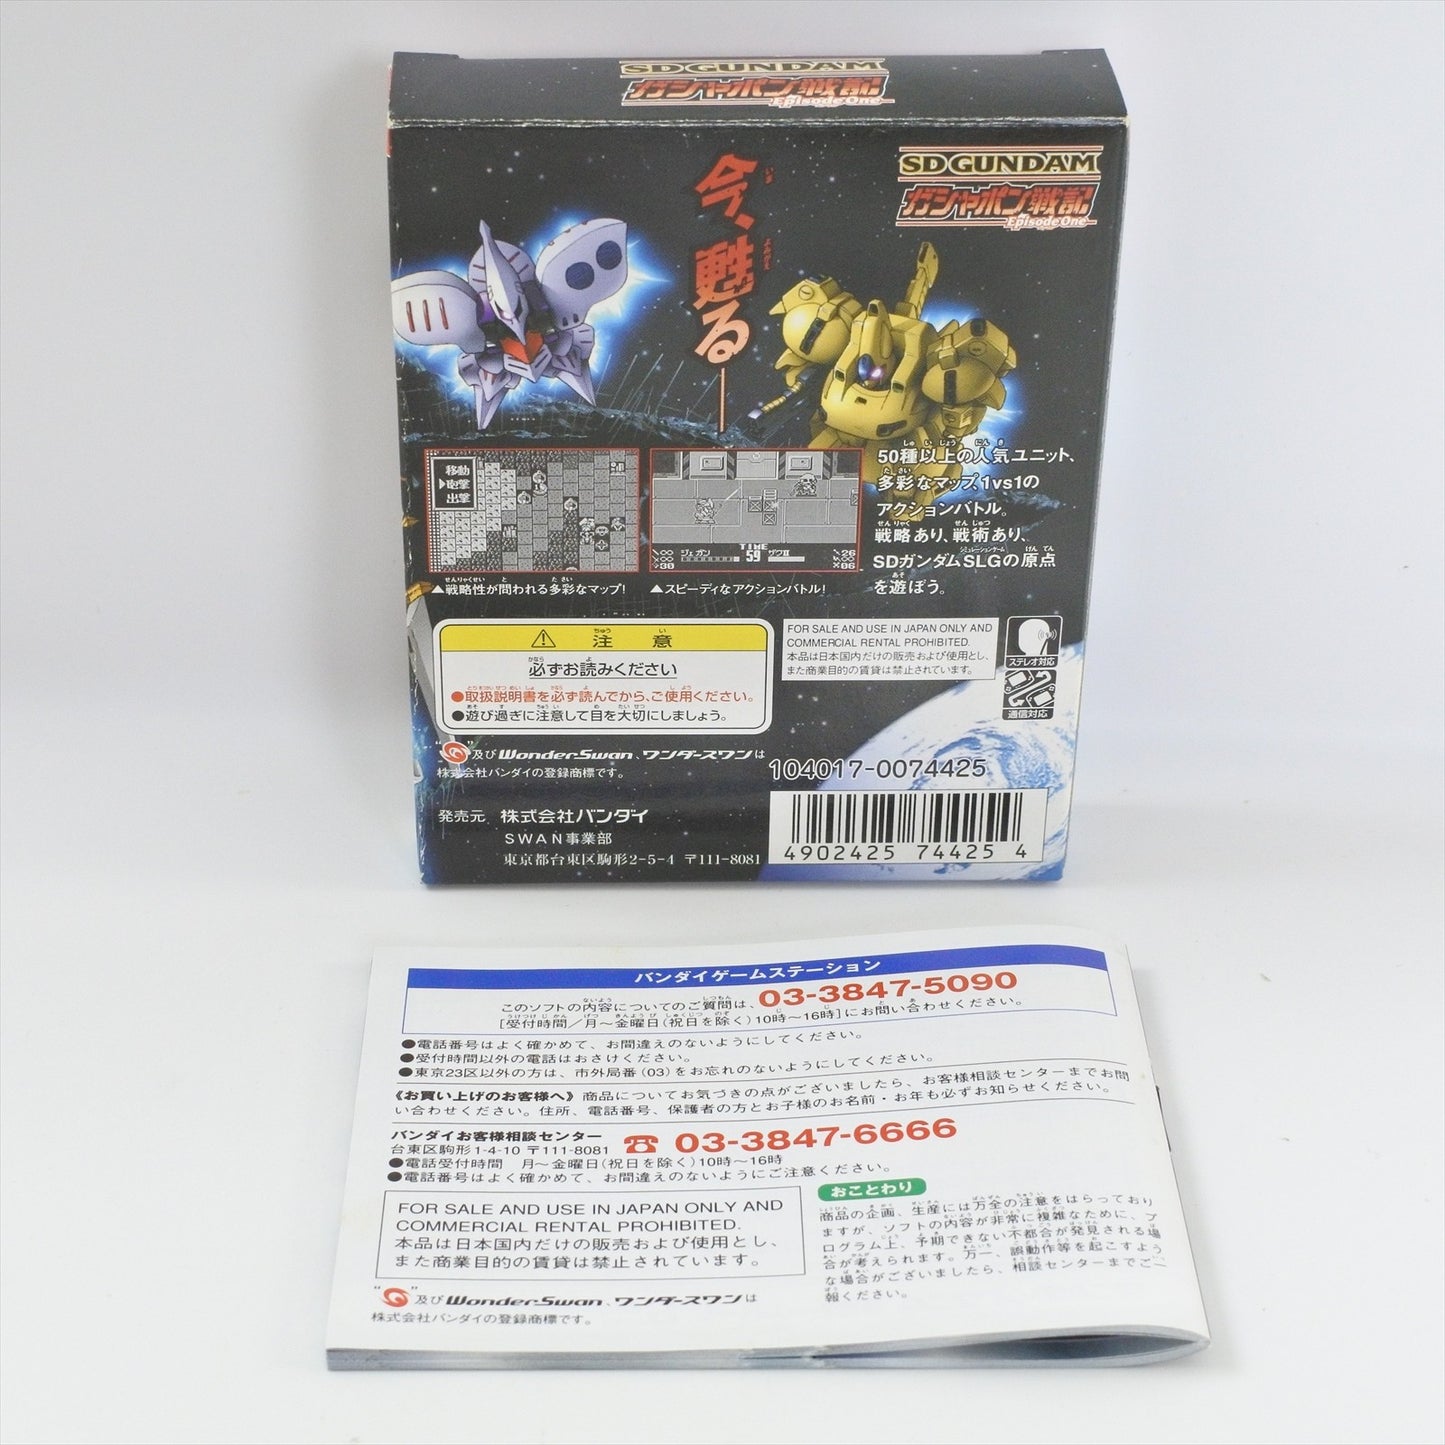 SD GUNDAM
ガシャポン戦記
Episode One
SD GUNDAM
ガシャポン戦記
Episode One
今、甦る
移動
▶砲撃
出撃
TIME
ジェガン 59 ザクII
▲戦略性が問われる多彩なマップ!
▲スピーディなアクションバトル!
50種以上の人気ユニット、
多彩なマップ、1vs1の
アクションバトル。
戦略あり、戦術あり、
SDガンダムSLGの原点
を遊ぼう。
⚠注意
必ずお読みください
●取扱説明書を必ず読んでから、ご使用ください。
●遊び過ぎに注意して目を大切にしましょう。
FOR SALE AND USE IN JAPAN ONLY AND
COMMERCIAL RENTAL PROHIBITED.
本品は日本国内だけの販売および使用とし、
また商業目的の賃貸は禁止されています。
ステレオ対応
通信対応
" "及びWonderSwan、ワンダースワンは
株式会社バンダイの登録商標です。
104017-0074425
発売元 株式会社バンダイ
SWAN事業部
東京都台東区駒形2-5-4 〒111-8081
4902425 744254
バンダイゲームステーション
このソフトの内容についてのご質問は、03-3847-5090
[受付時間/月〜金曜日(祝日を除く)10時〜16時]にお問い合わせください。
●電話番号はよく確かめて、お間違えのないようにしてください。
●受付時間以外の電話はおさけください。
●東京23区以外の方は、市外局番(03)をお忘れのないようにしてください。
《お買い上げのお客様へ》商品についてお気づきの点がございましたら、お客様相談センターまでお問
い合わせください。住所、電話番号、保護者の方とお子様のお名前・お年も必ずお知らせください。
バンダイお客様相談センター
台東区駒形1-4-10 〒111-8081
☎ 03-3847-6666
●電話受付時間 月〜金曜日(祝日を除く)10時〜16時
●電話番号はよく確かめて、お間違えのないようにご注意ください。
FOR SALE AND USE IN JAPAN ONLY AND
COMMERCIAL RENTAL PROHIBITED.
本品は日本国内だけの販売および使用とし、
また商業目的の賃貸は禁止されています。
" "及びWonderSwan、ワンダースワンは
株式会社バンダイの登録商標です。
おことわり
商品の企画、生産には万全の注意をはらっており
ますが、ソフトの内容が非常に複雑なために、プ
ログラム上、予期できない不都合が発見される場
合が考えられます。万一、誤動作等を起こすよう
な場合がございましたら、相談センターまでご一
報ください。